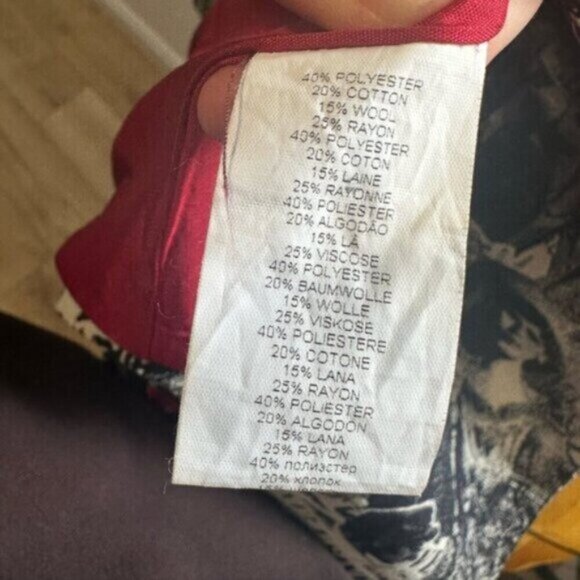 40% POLYESTER
20% COTTON
15% WOOL
25% RAYON
40% POLYESTER
20% COTON
15% LAINE
25% RAYONNE
40% POLIESTER
20% ALGODÃO
15% LÃ
25% VISCOSE
40% POLYESTER
20% BAUMWOLLE
15% WOLLE
25% VISKOSE
40% POLIESTERE
20% COTONE
15% LANA
25% RAYON
40% POLIESTER
20% ALGODÓN
15% LANA
25% RAYON
40% полиэстер
20% хлопок